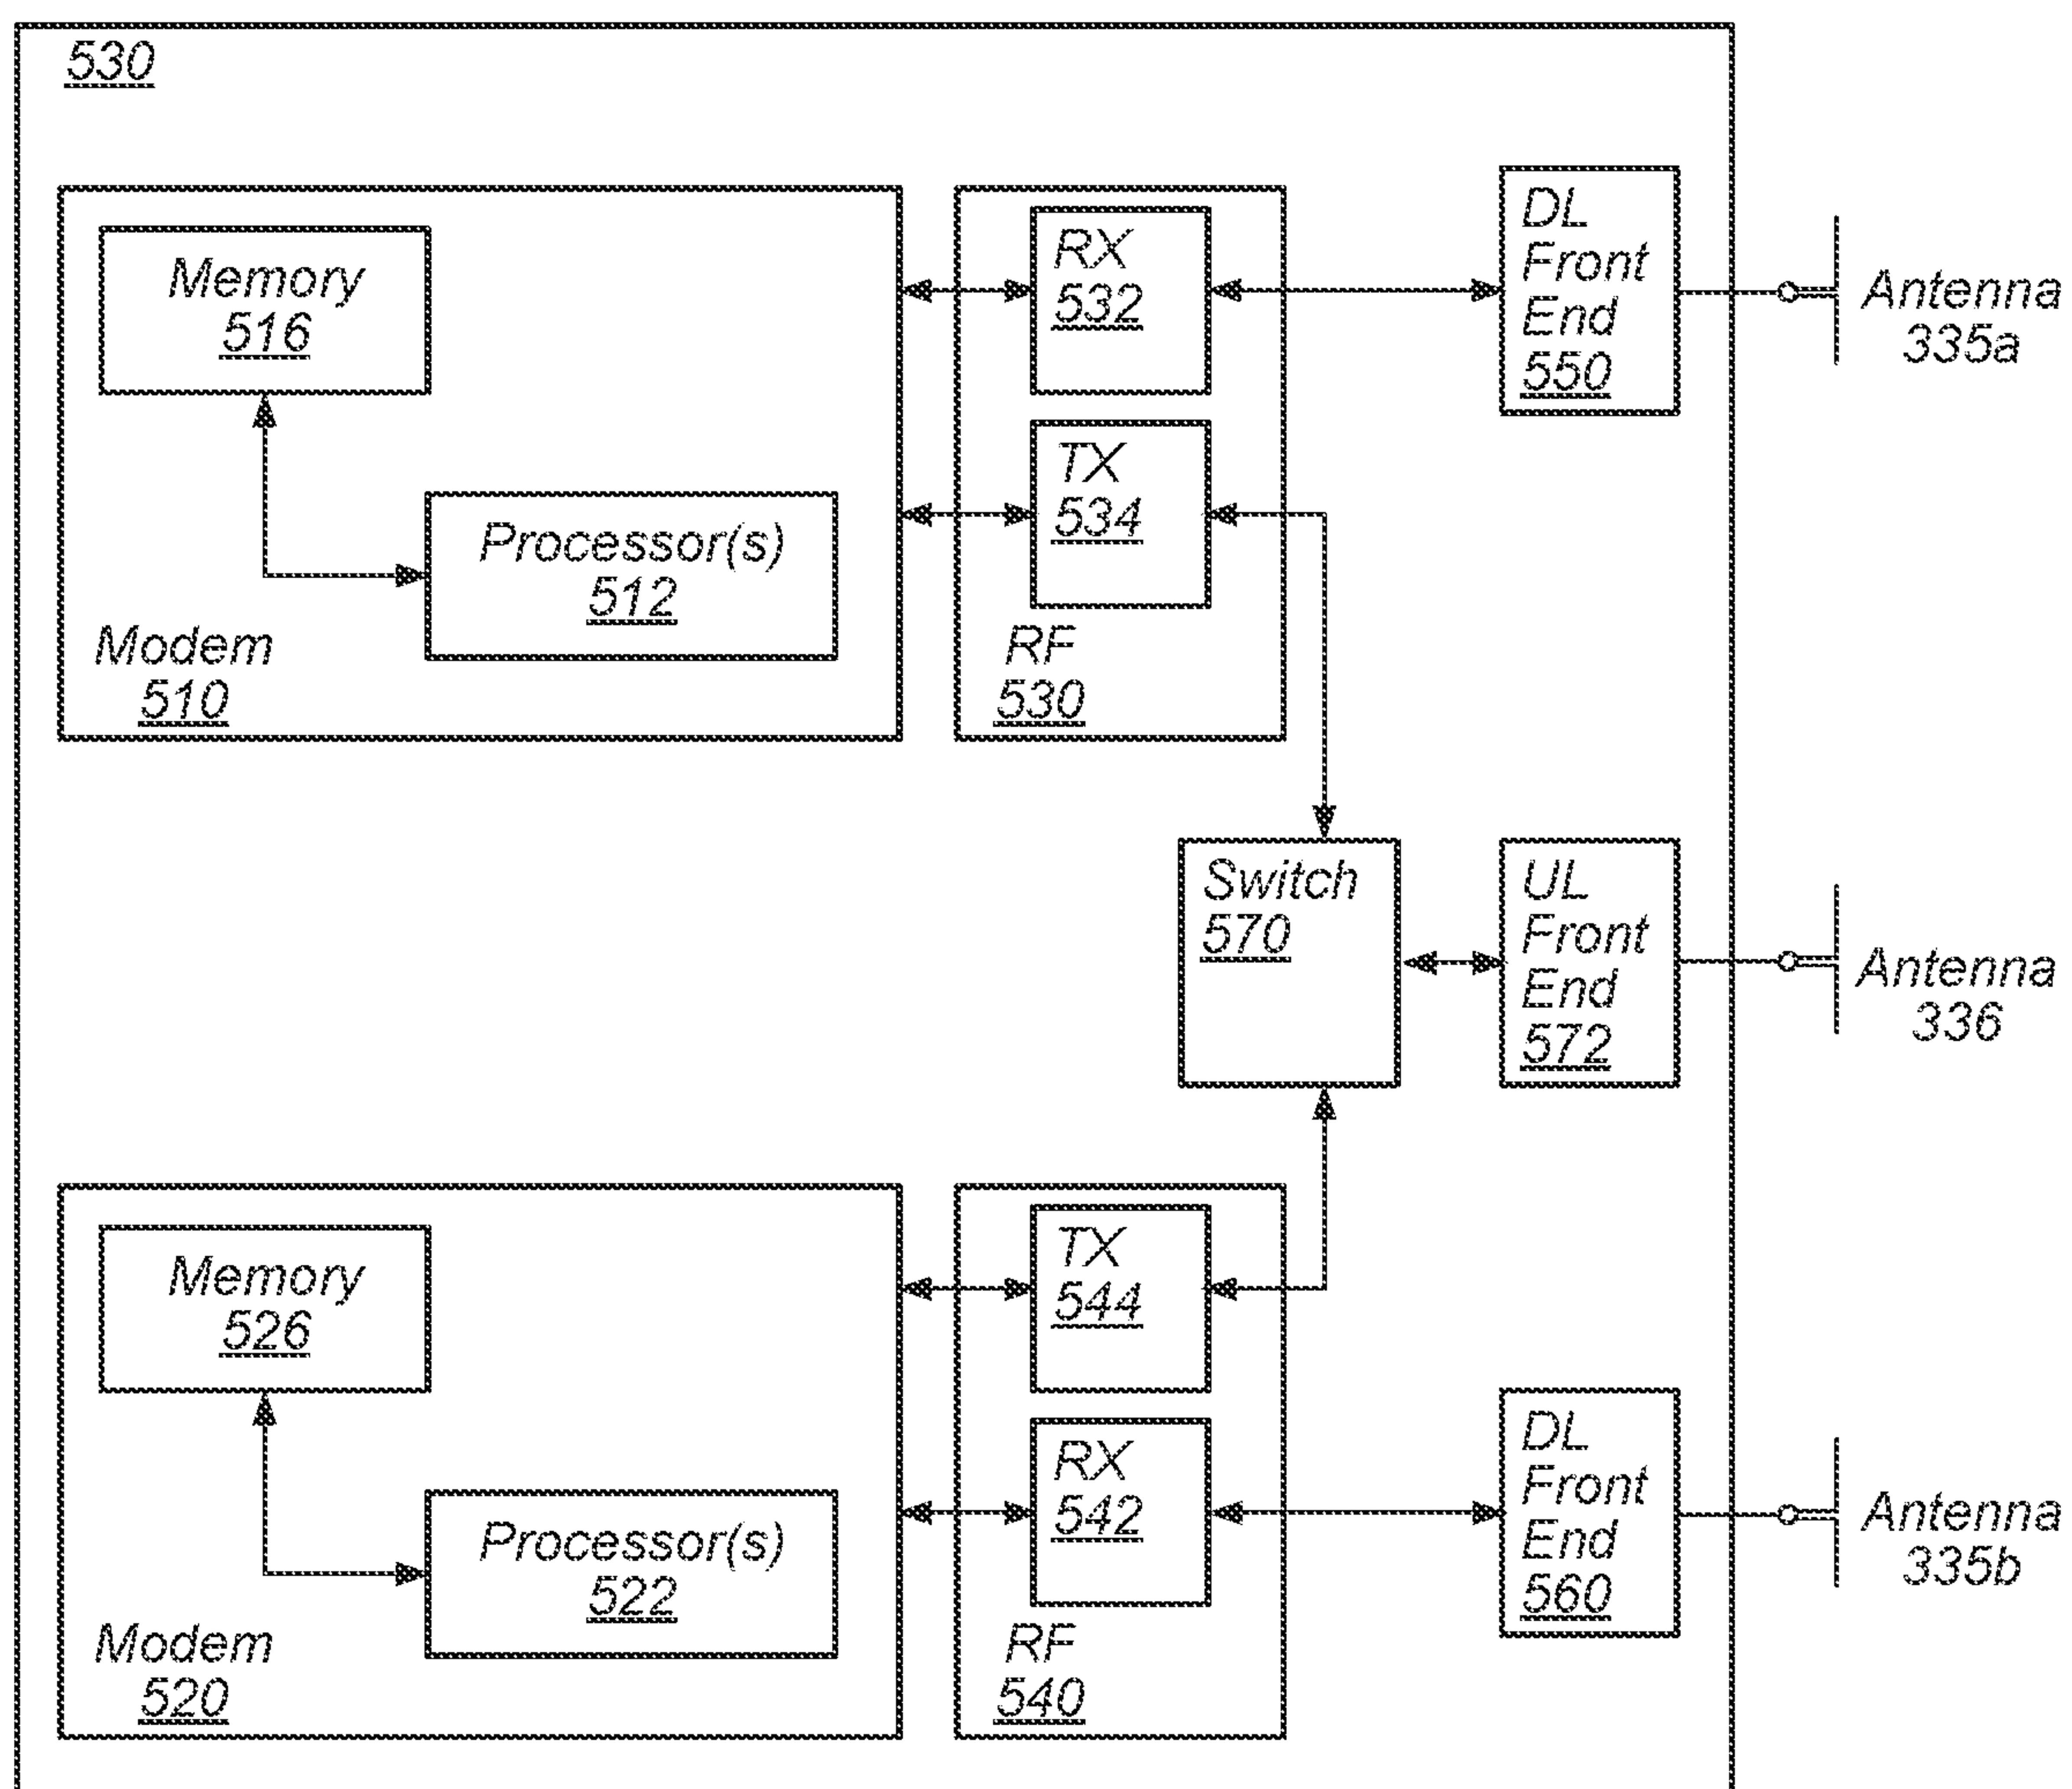 530
Memory
516
Processor(s)
512
Modem
510
RX
532
TX
534
RF
530
DL
Front
End
550
Antenna
335a
Switch
570
UL
Front
End
572
Antenna
336
Memory
526
Processor(s)
522
Modem
520
TX
544
RX
542
RF
540
DL
Front
End
560
Antenna
335b